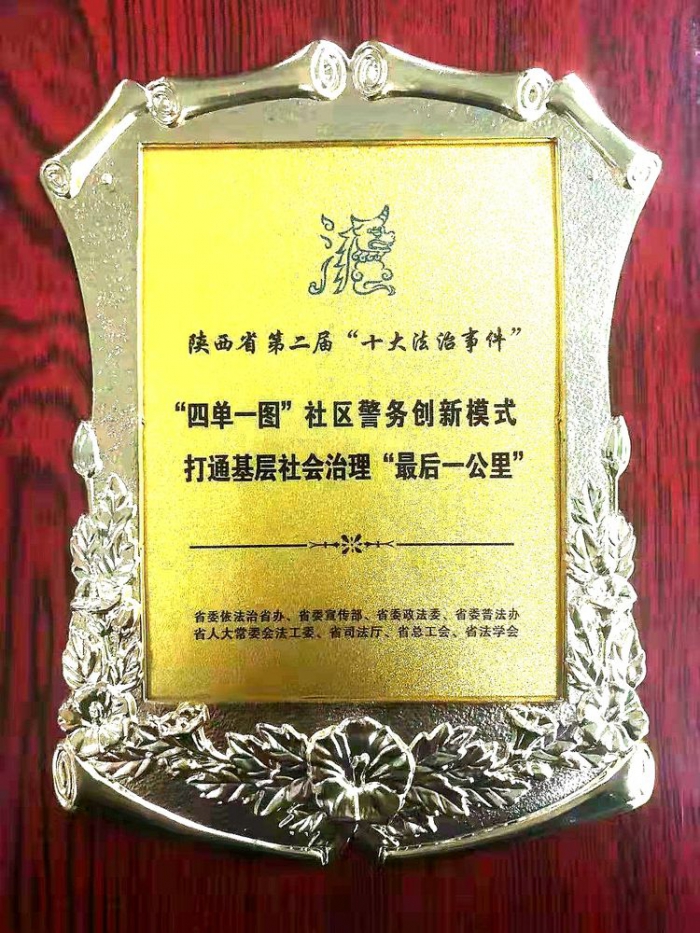 陕西省第二届“十大法治事件”
“四单一图”社区警务创新模式
打通基层社会治理“最后一公里”
省委依法治省办、省委宣传部、省委政法委、省委普法办
省人大常委会法工委、省司法厅、省总工会、省法学会